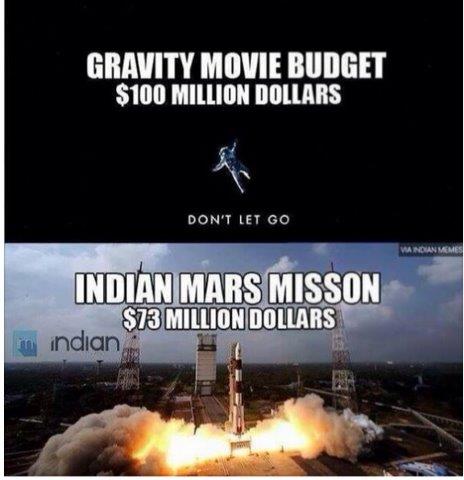 GRAVITY MOVIE BUDGET
$100 MILLION DOLLARS
DON'T LET GO
VIA INDIAN MEMES
INDIAN MARS MISSON
$73 MILLION DOLLARS
m indian